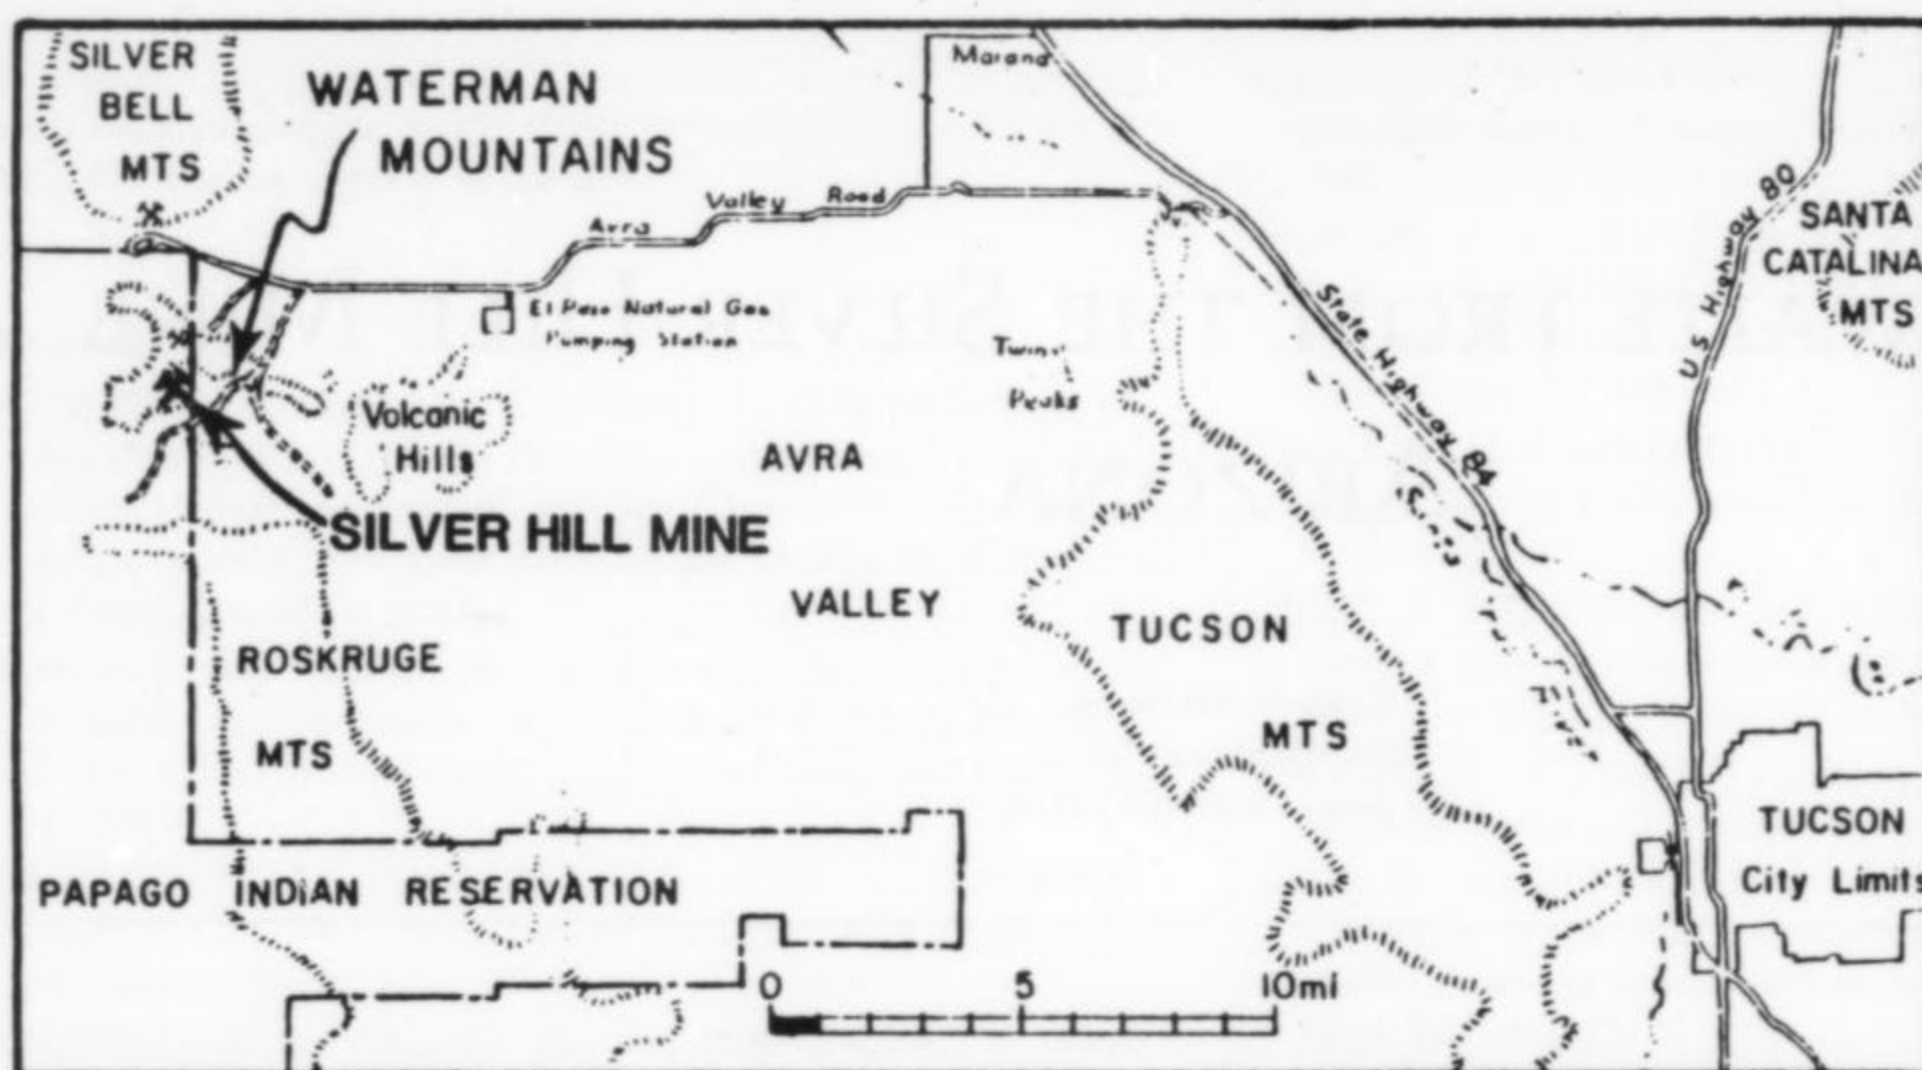 SILVER
BELL
MTS
WATERMAN
MOUNTAINS
Marana
Avra Valley Road
El Paso Natural Gas
Pumping Station
Volcanic
Hills
SILVER HILL MINE
Twin
Peaks
AVRA
VALLEY
State Highway 84
U S Highway 80
SANTA
CATALINA
MTS
ROSKRUGE
MTS
TUCSON
MTS
TUCSON
City Limits
PAPAGO INDIAN RESERVATION
0 5 10mi